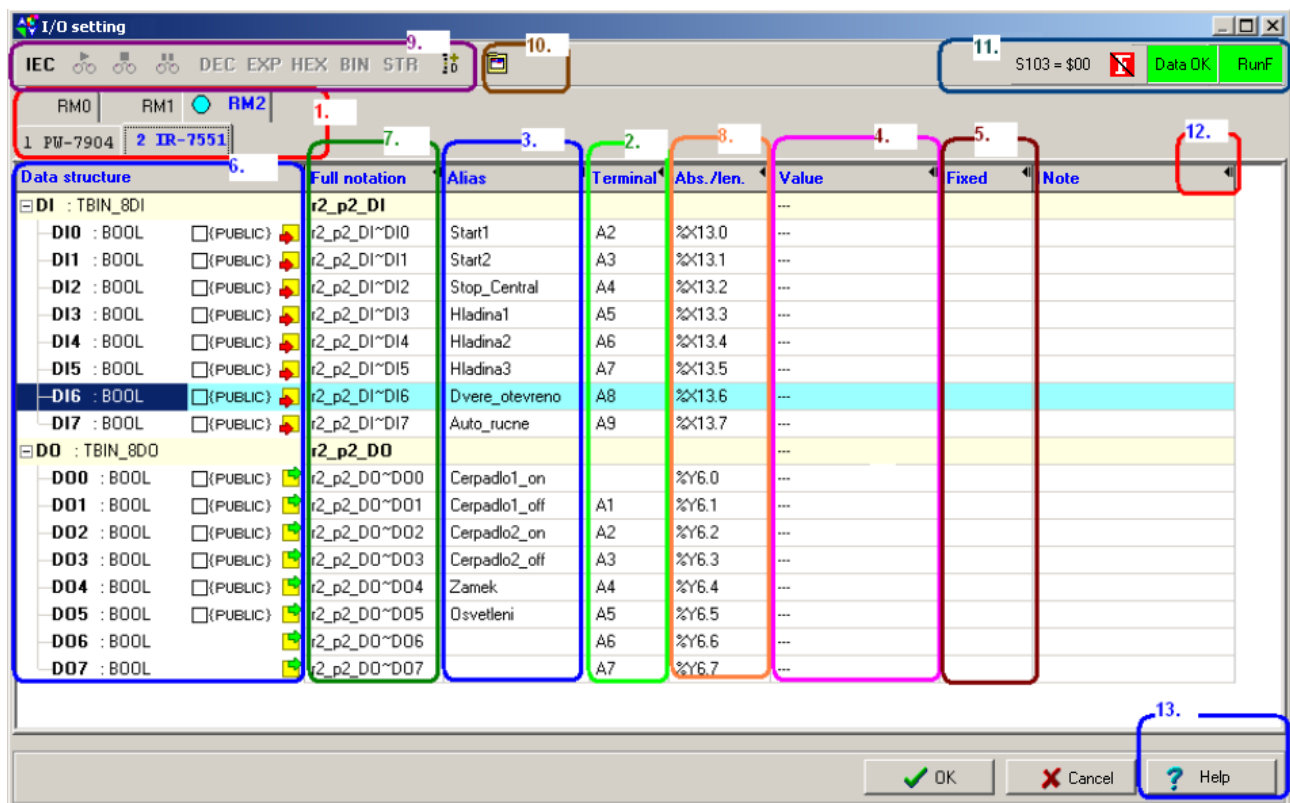 I/O setting
9.
10.
11.
IEC DEC EXP HEX BIN STR
S103 = $00 Data OK RunF
RM0 RM1 RM2
1.
1 PW-7904 2 IR-7551
6. 7. 3. 2. 8. 4. 5. 12.
Data structure Full notation Alias Terminal Abs./len. Value Fixed Note
DI : TBIN_8DI r2_p2_DI ---
DI0 : BOOL {PUBLIC} r2_p2_DI~DI0 Start1 A2 %X13.0 ---
DI1 : BOOL {PUBLIC} r2_p2_DI~DI1 Start2 A3 %X13.1 ---
DI2 : BOOL {PUBLIC} r2_p2_DI~DI2 Stop_Central A4 %X13.2 ---
DI3 : BOOL {PUBLIC} r2_p2_DI~DI3 Hladina1 A5 %X13.3 ---
DI4 : BOOL {PUBLIC} r2_p2_DI~DI4 Hladina2 A6 %X13.4 ---
DI5 : BOOL {PUBLIC} r2_p2_DI~DI5 Hladina3 A7 %X13.5 ---
DI6 : BOOL {PUBLIC} r2_p2_DI~DI6 Dvere_otevreno A8 %X13.6 ---
DI7 : BOOL {PUBLIC} r2_p2_DI~DI7 Auto_rucne A9 %X13.7 ---
DO : TBIN_8DO r2_p2_DO ---
DO0 : BOOL {PUBLIC} r2_p2_DO~DO0 Cerpadlo1_on %Y6.0 ---
DO1 : BOOL {PUBLIC} r2_p2_DO~DO1 Cerpadlo1_off A1 %Y6.1 ---
DO2 : BOOL {PUBLIC} r2_p2_DO~DO2 Cerpadlo2_on A2 %Y6.2 ---
DO3 : BOOL {PUBLIC} r2_p2_DO~DO3 Cerpadlo2_off A3 %Y6.3 ---
DO4 : BOOL {PUBLIC} r2_p2_DO~DO4 Zamek A4 %Y6.4 ---
DO5 : BOOL {PUBLIC} r2_p2_DO~DO5 Osvetleni A5 %Y6.5 ---
DO6 : BOOL r2_p2_DO~DO6 A6 %Y6.6 ---
DO7 : BOOL r2_p2_DO~DO7 A7 %Y6.7 ---
13.
OK Cancel ? Help